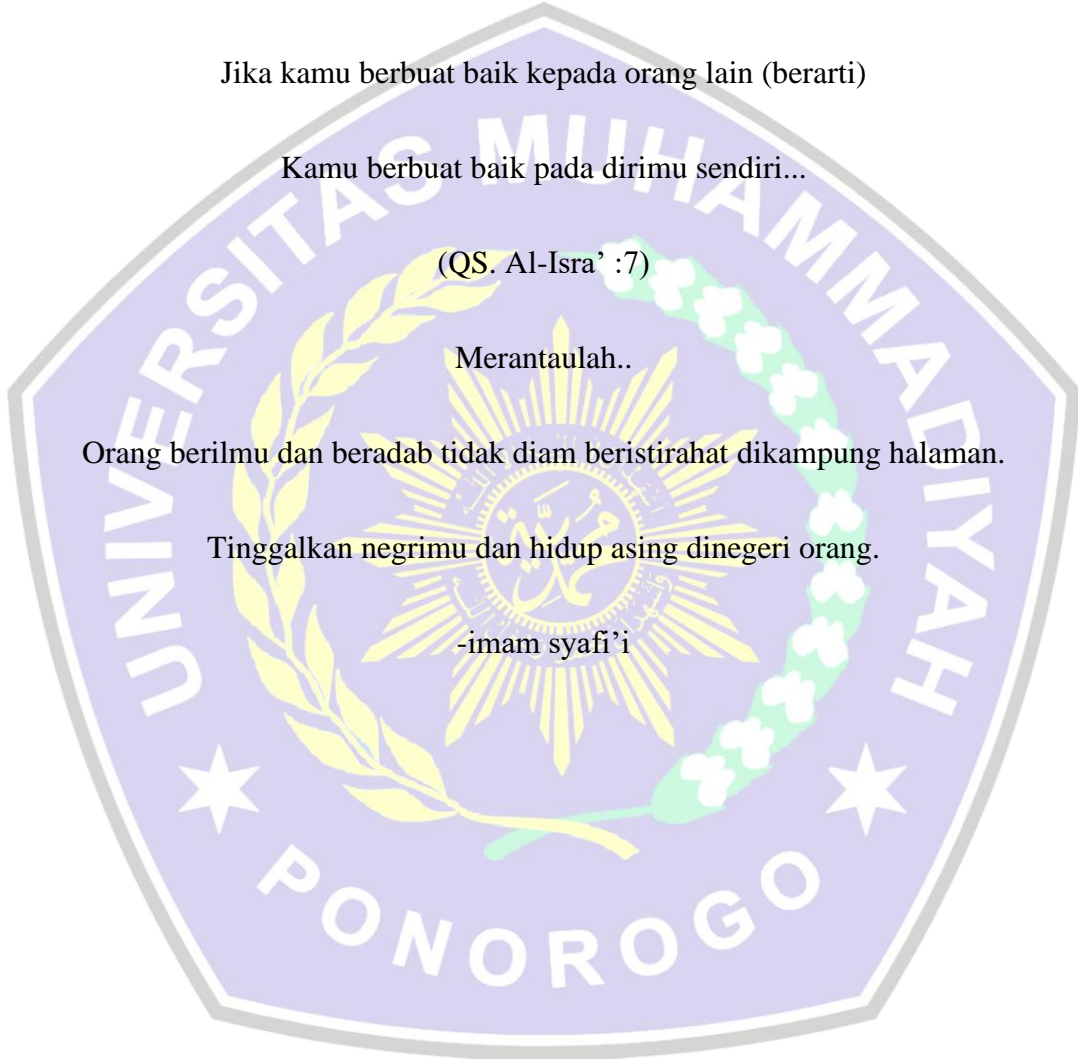 Jika kamu berbuat baik kepada orang lain (berarti)
Kamu berbuat baik pada dirimu sendiri...
(QS. Al-Isra’ :7)
Merantaulah..
Orang berilmu dan beradab tidak diam beristirahat dikampung halaman.
Tinggalkan negrimu dan hidup asing dinegeri orang.
-imam syafi’i
UNIVERSITAS MUHAMMADIYAH
PONOROGO